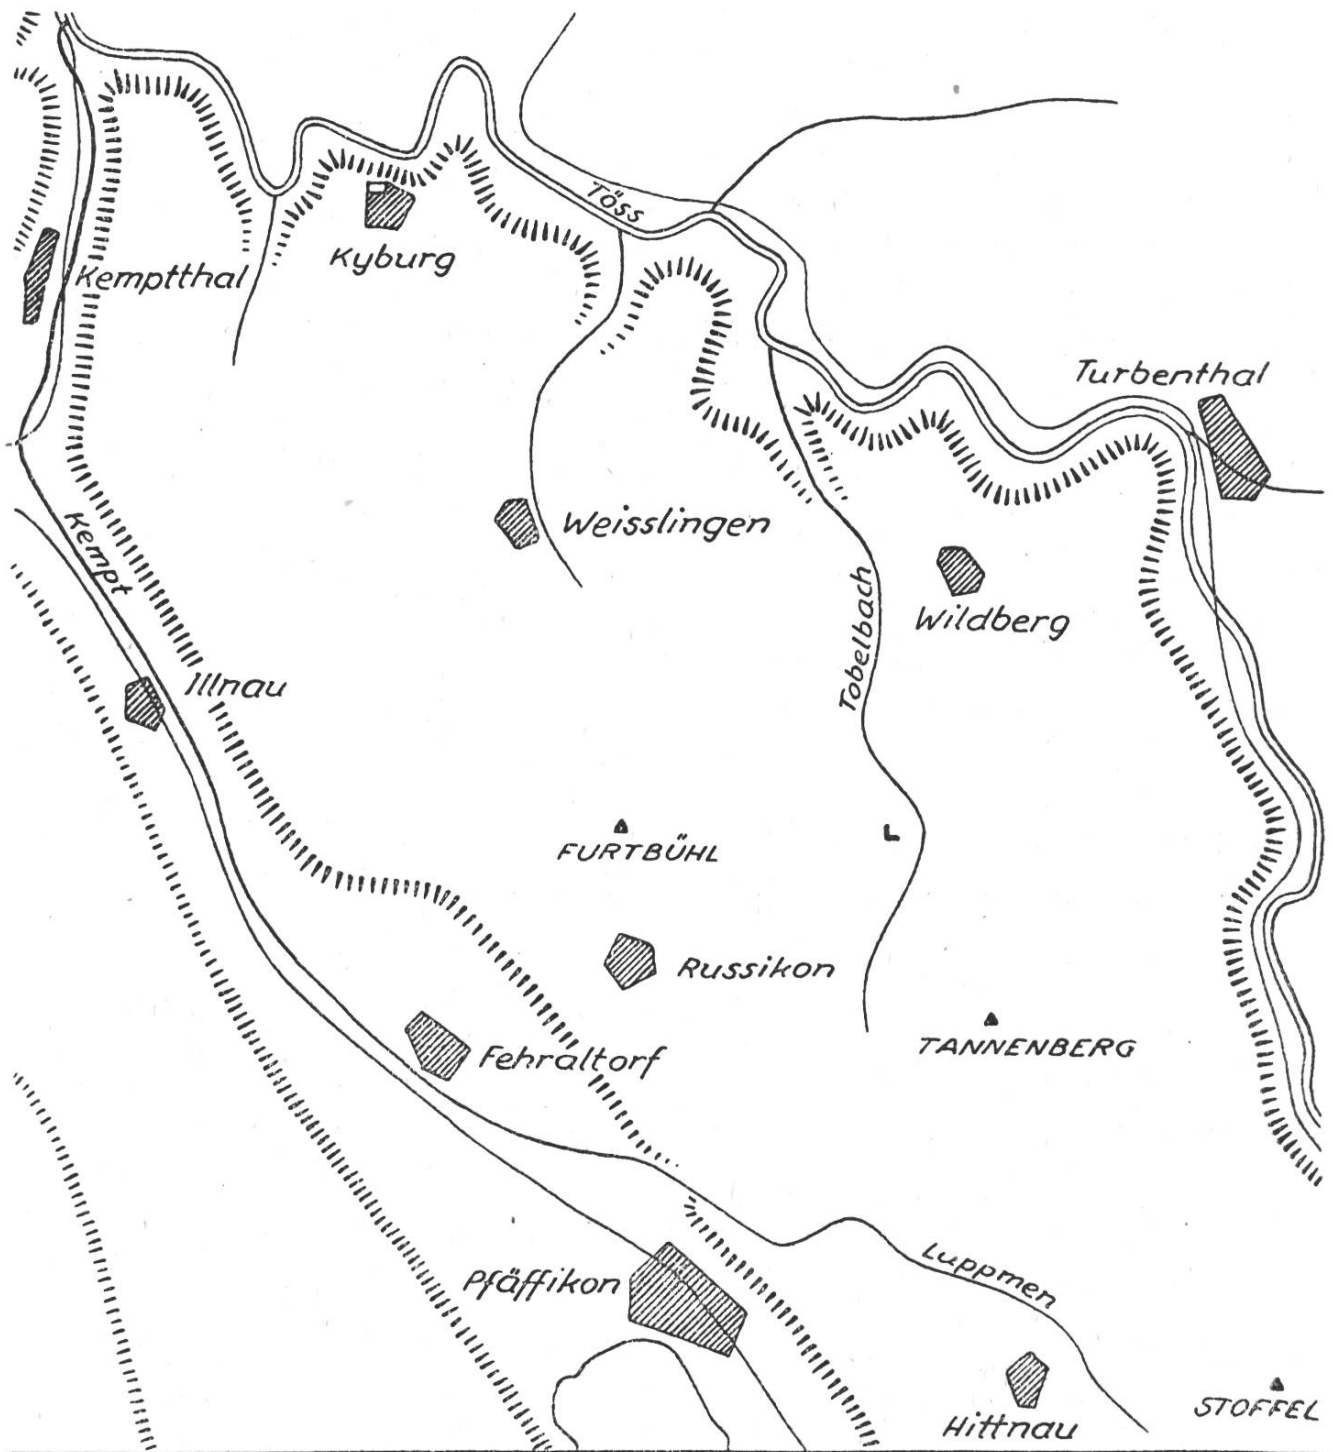 Töss
Kyburg
Kemptthal
Turbenthal
Weisslingen
Kempt
Wildberg
Tobelbach
Illnau
L
FURTBÜHL
Russikon
TANNENBERG
Fehraltorf
Luppmen
Pfäffikon
STOFFEL
Hittnau